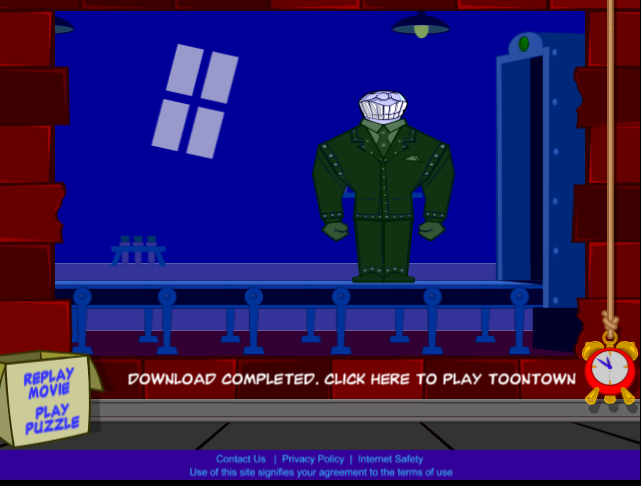 REPLAY
MOVIE
PLAY
PUZZLE
DOWNLOAD COMPLETED. CLICK HERE TO PLAY TOONTOWN
Contact Us | Privacy Policy | Internet Safety
Use of this site signifies your agreement to the terms of use